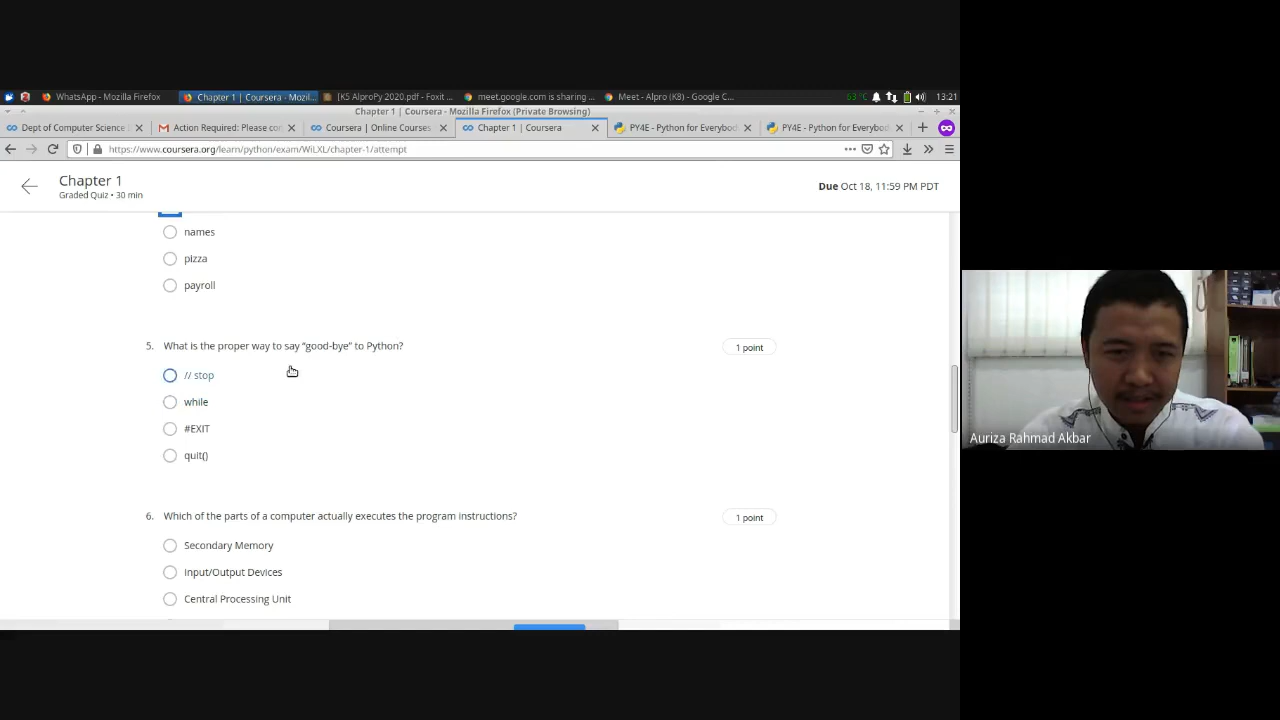 WhatsApp - Mozilla Firefox
Chapter 1 | Coursera - Mozil...
[K5 AlproPy 2020.pdf - Foxit ...
meet.google.com is sharing ...
Meet - Alpro (K8) - Google C...
63 °C
13:21
Chapter 1 | Coursera - Mozilla Firefox (Private Browsing)
Dept of Computer Science
Action Required: Please co
Coursera | Online Courses
Chapter 1 | Coursera
PY4E - Python for Everybod
PY4E - Python for Everybod
https://www.coursera.org/learn/python/exam/WiLXL/chapter-1/attempt
Chapter 1
Graded Quiz • 30 min
Due Oct 18, 11:59 PM PDT
names
pizza
payroll
5. What is the proper way to say “good-bye” to Python?
1 point
// stop
while
#EXIT
quit()
6. Which of the parts of a computer actually executes the program instructions?
1 point
Secondary Memory
Input/Output Devices
Central Processing Unit
Auriza Rahmad Akbar